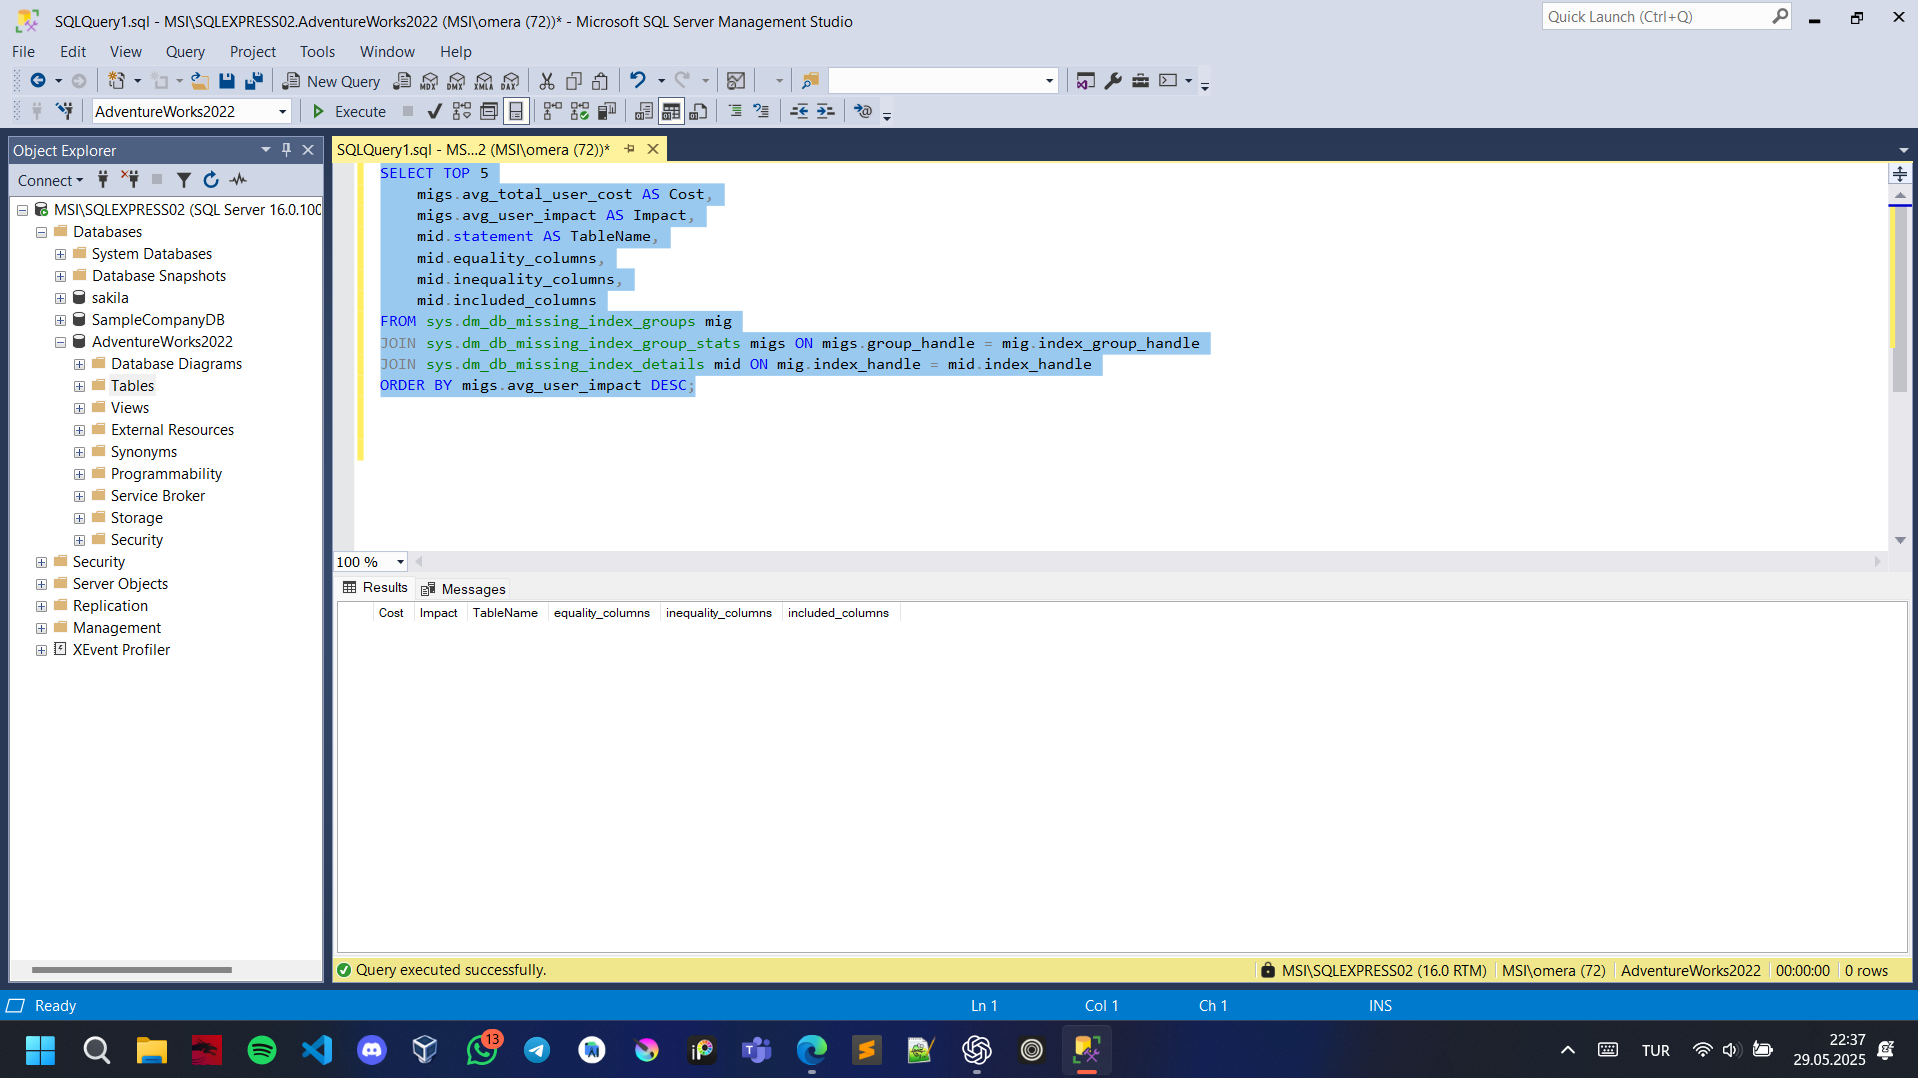 SQLQuery1.sql - MSI\SQLEXPRESS02.AdventureWorks2022 (MSI\omera (72))* - Microsoft SQL Server Management Studio
Quick Launch (Ctrl+Q)
File Edit View Query Project Tools Window Help
New Query MDX DMX XMLA DAX
AdventureWorks2022 Execute
Object Explorer
Connect
MSI\SQLEXPRESS02 (SQL Server 16.0.100
Databases
System Databases
Database Snapshots
sakila
SampleCompanyDB
AdventureWorks2022
Database Diagrams
Tables
Views
External Resources
Synonyms
Programmability
Service Broker
Storage
Security
Security
Server Objects
Replication
Management
XEvent Profiler
SQLQuery1.sql - MS...2 (MSI\omera (72))*
SELECT TOP 5
migs.avg_total_user_cost AS Cost,
migs.avg_user_impact AS Impact,
mid.statement AS TableName,
mid.equality_columns,
mid.inequality_columns,
mid.included_columns
FROM sys.dm_db_missing_index_groups mig
JOIN sys.dm_db_missing_index_group_stats migs ON migs.group_handle = mig.index_group_handle
JOIN sys.dm_db_missing_index_details mid ON mig.index_handle = mid.index_handle
ORDER BY migs.avg_user_impact DESC;
100 %
Results Messages
Cost Impact TableName equality_columns inequality_columns included_columns
Query executed successfully. MSI\SQLEXPRESS02 (16.0 RTM) MSI\omera (72) AdventureWorks2022 00:00:00 0 rows
Ready Ln 1 Col 1 Ch 1 INS
13
TUR
22:37
29.05.2025